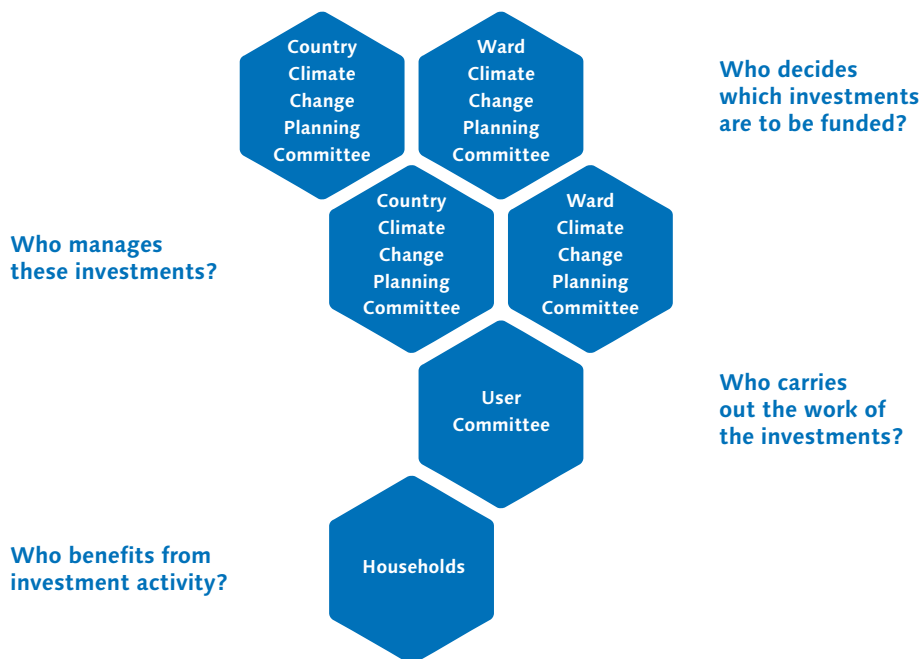 Country
Climate
Change
Planning
Committee
Ward
Climate
Change
Planning
Committee
Who decides
which investments
are to be funded?
Who manages
these investments?
Country
Climate
Change
Planning
Committee
Ward
Climate
Change
Planning
Committee
User
Committee
Who carries
out the work of
the investments?
Who benefits from
investment activity?
Households